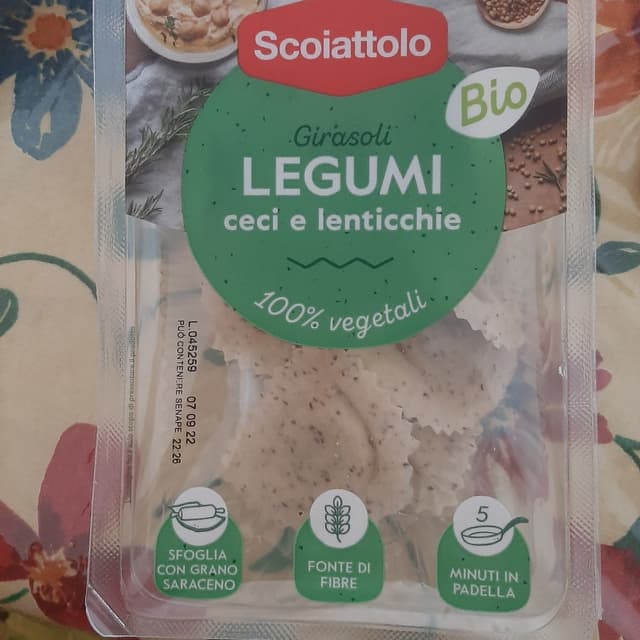 Scoiattolo
Bio
Girasoli
LEGUMI
ceci e lenticchie
100% vegetali
L.045259 07 09 22
PUÒ CONTENERE SENAPE 22:26
SFOGLIA
CON GRANO
SARACENO
FONTE DI
FIBRE
5
MINUTI IN
PADELLA